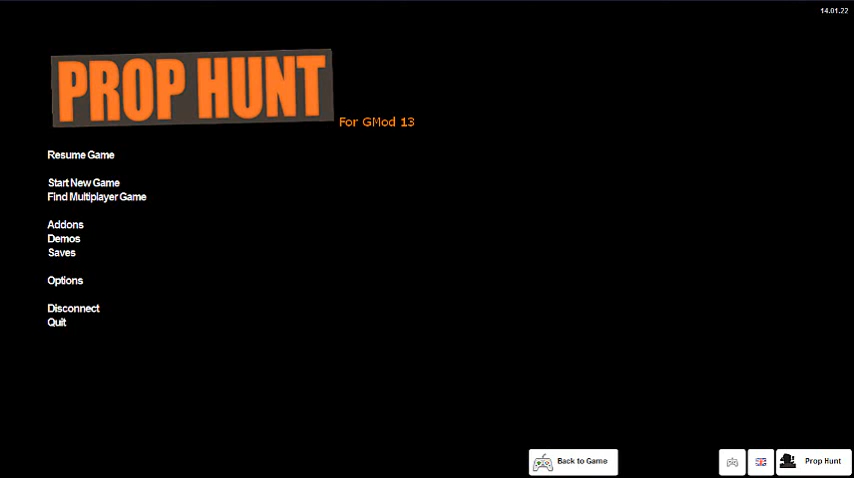 14.01.22
PROP HUNT
For GMod 13
Resume Game
Start New Game
Find Multiplayer Game
Addons
Demos
Saves
Options
Disconnect
Quit
Back to Game
Prop Hunt